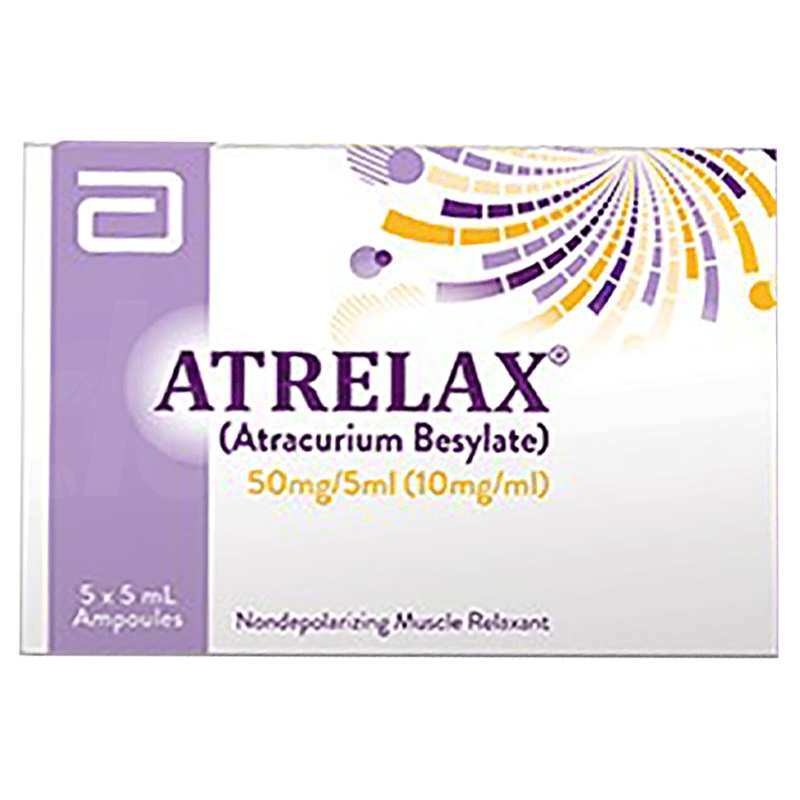 ATRELAX®
(Atracurium Besylate)
50mg/5ml (10mg/ml)
5 x 5 mL
Ampoules
Nondepolarizing Muscle Relaxant